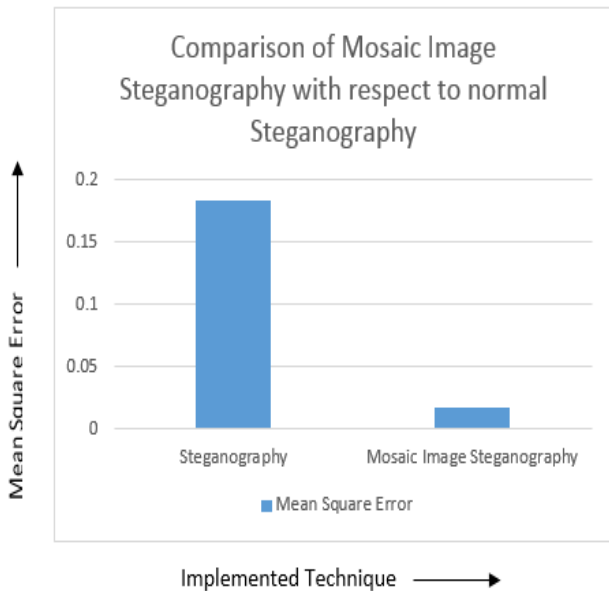 Comparison of Mosaic Image
Steganography with respect to normal
Steganography
Mean Square Error
0.2
0.15
0.1
0.05
0
Steganography
Mosaic Image Steganography
Mean Square Error
Implemented Technique